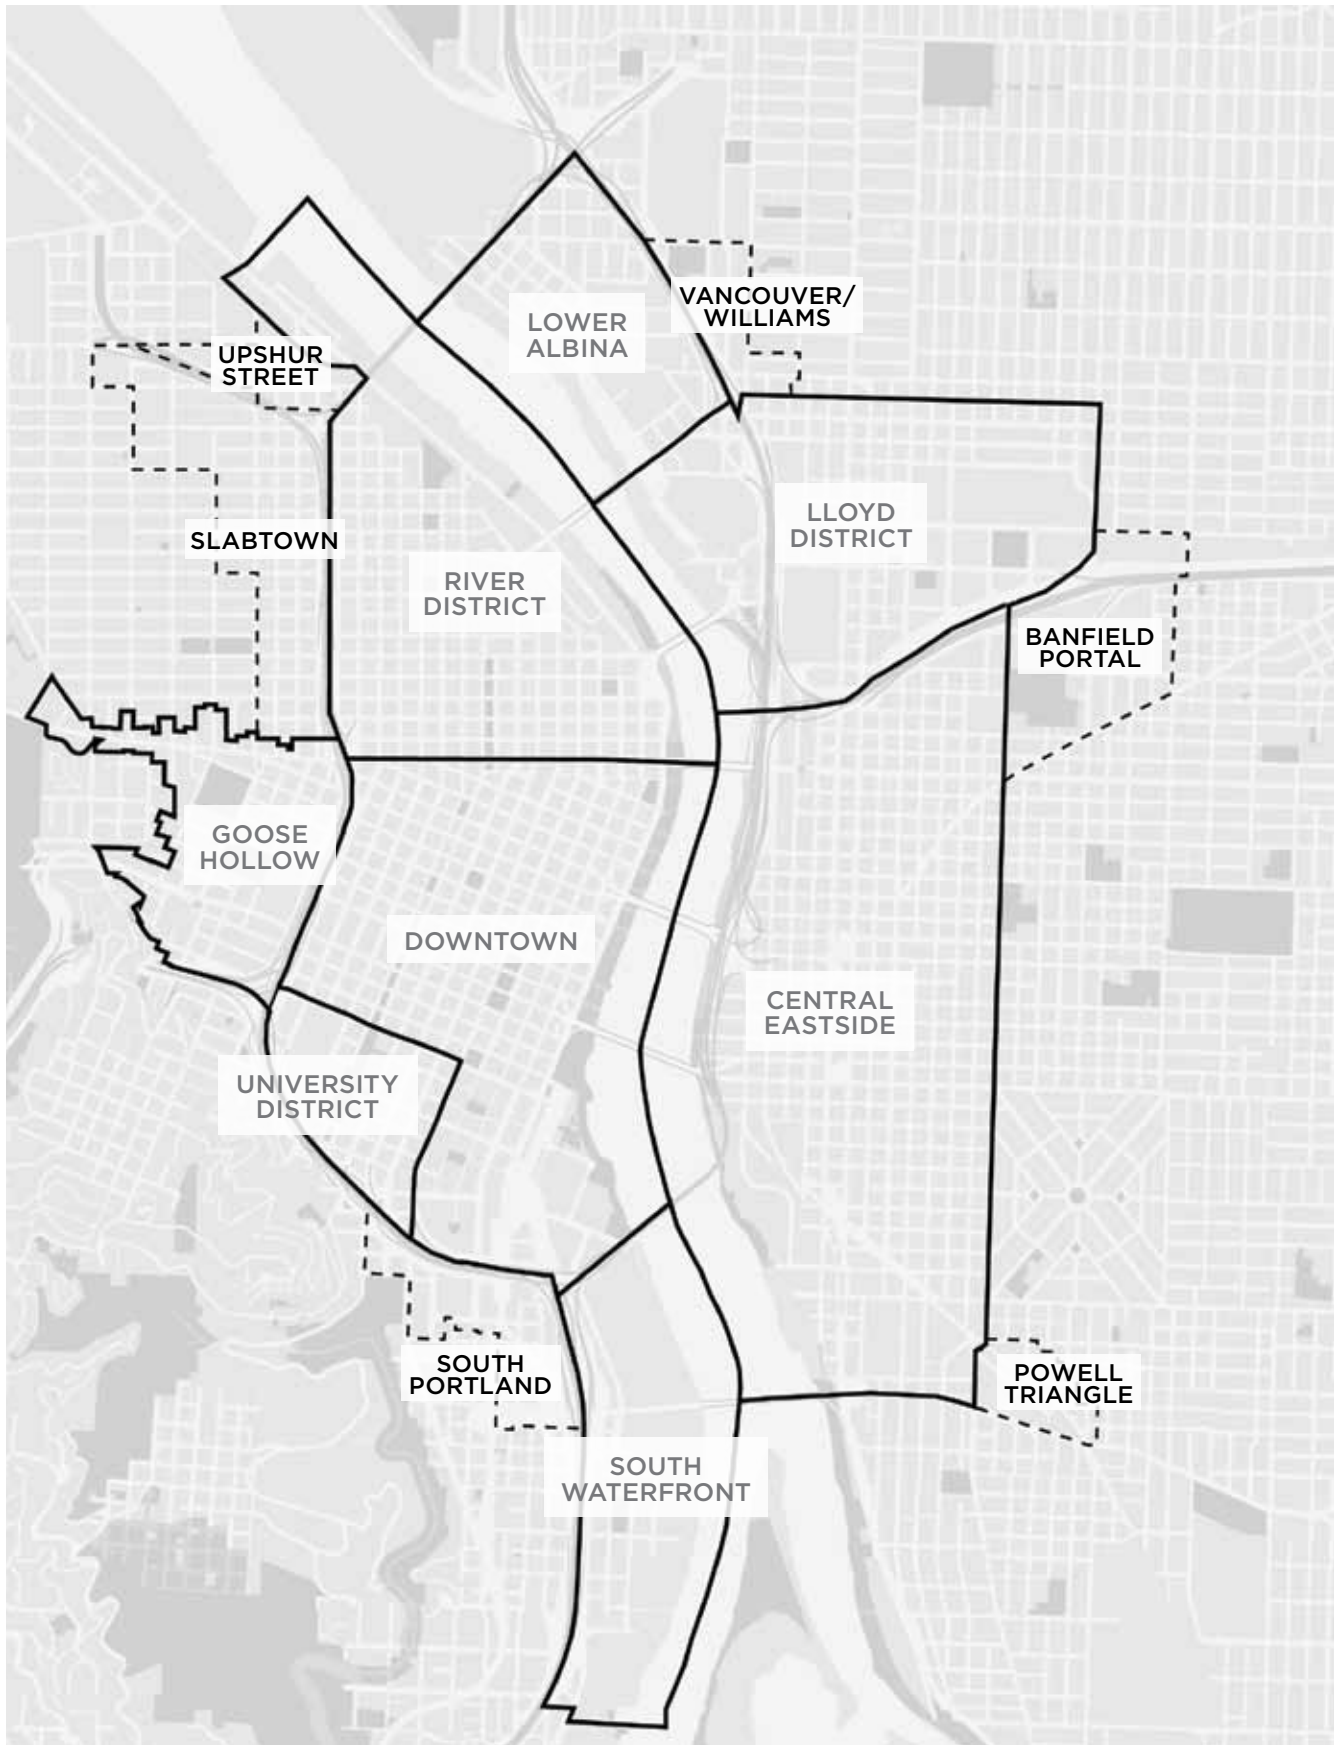 VANCOUVER/
WILLIAMS
LOWER
ALBINA
UPSHUR
STREET
LLOYD
DISTRICT
SLABTOWN
RIVER
DISTRICT
BANFIELD
PORTAL
GOOSE
HOLLOW
DOWNTOWN
CENTRAL
EASTSIDE
UNIVERSITY
DISTRICT
SOUTH
PORTLAND
POWELL
TRIANGLE
SOUTH
WATERFRONT